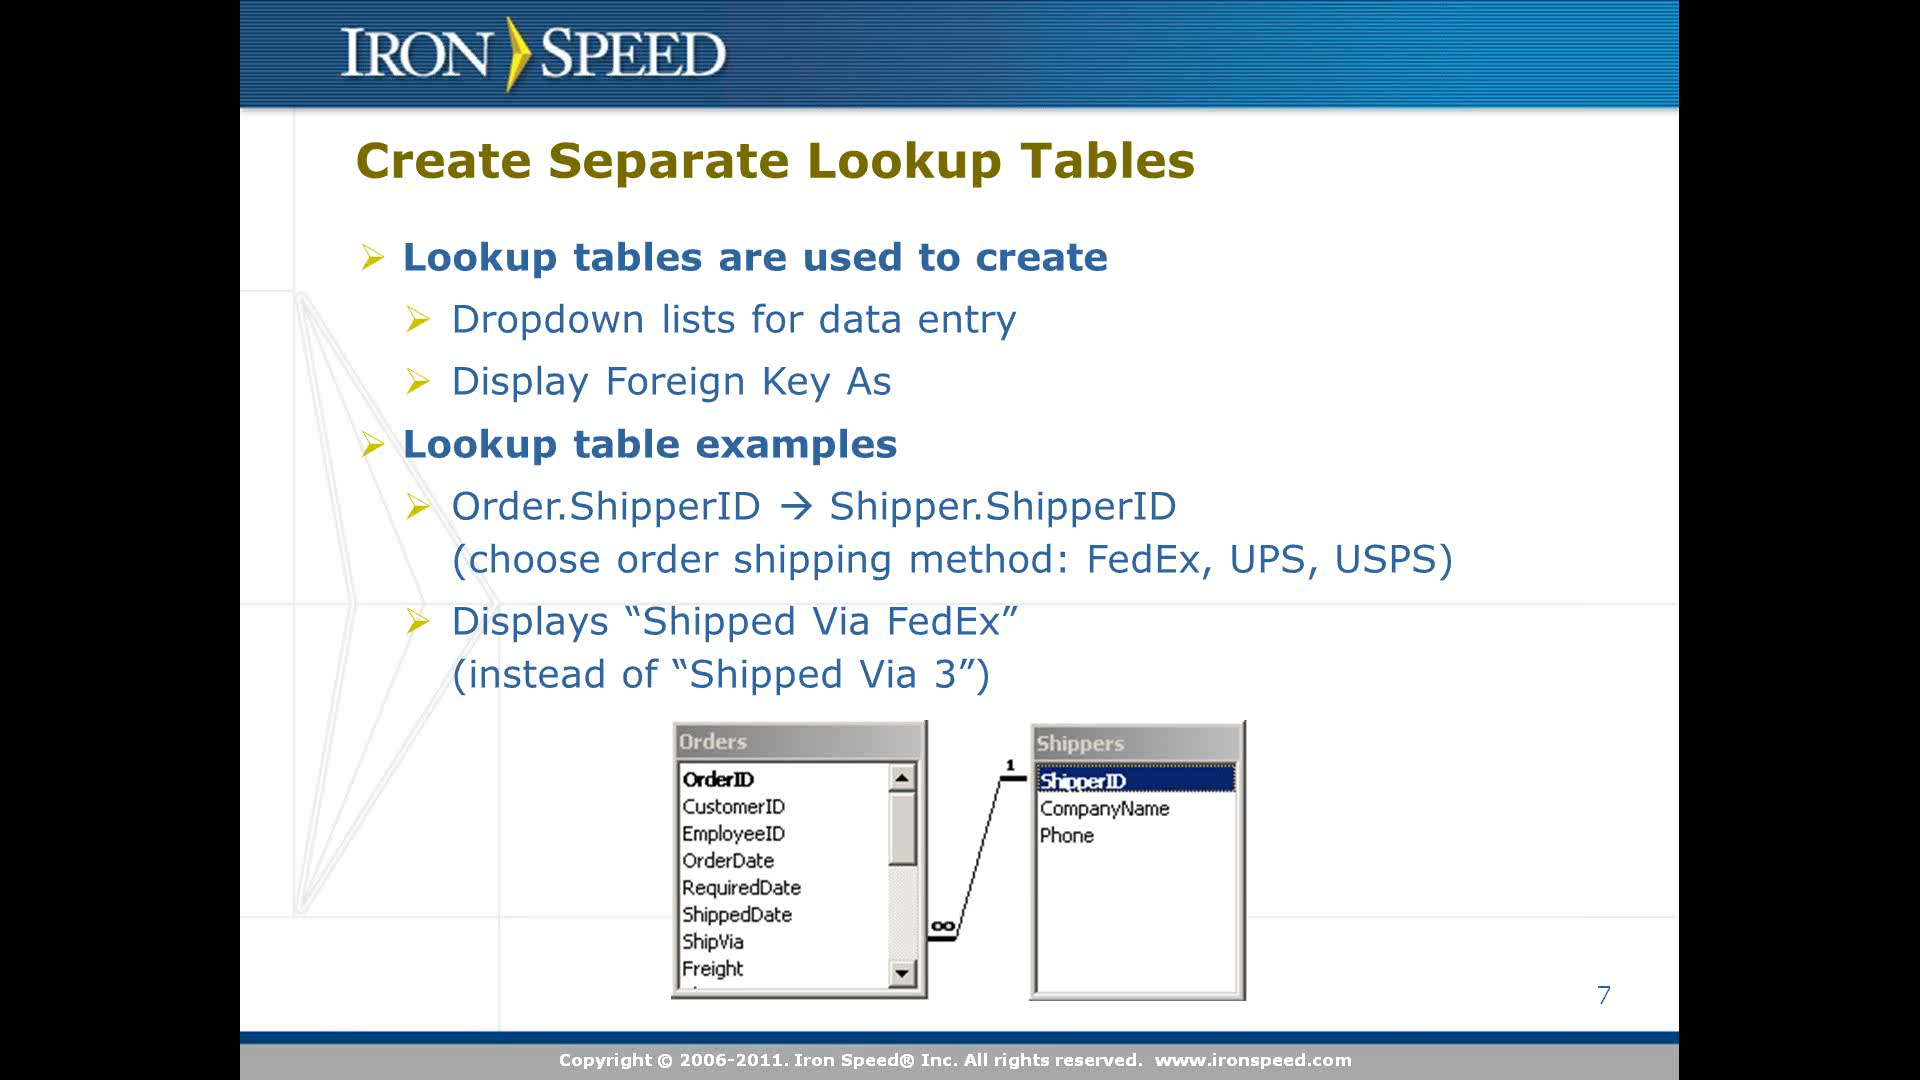 IRON SPEED
Create Separate Lookup Tables
Lookup tables are used to create
Dropdown lists for data entry
Display Foreign Key As
Lookup table examples
Order.ShipperID → Shipper.ShipperID
(choose order shipping method: FedEx, UPS, USPS)
Displays “Shipped Via FedEx”
(instead of “Shipped Via 3”)
Orders
OrderID
CustomerID
EmployeeID
OrderDate
RequiredDate
ShippedDate
ShipVia
Freight
1
∞
Shippers
ShipperID
CompanyName
Phone
7
Copyright © 2006-2011. Iron Speed® Inc. All rights reserved. www.ironspeed.com